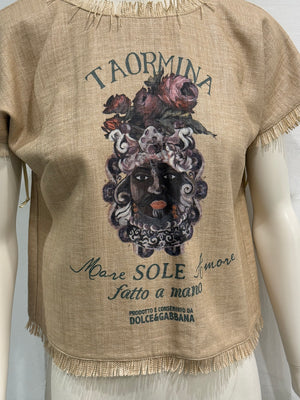 TAORMINA
Mare SOLE Amore
fatto a mano
PRODOTTO E CONSERVATO DA
DOLCE&GABBANA